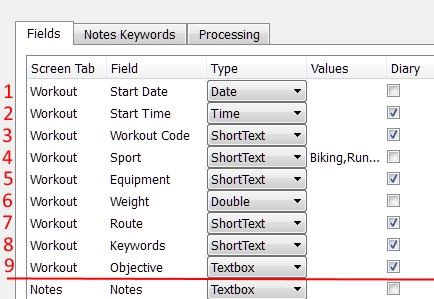 Fields Notes Keywords Processing
Screen Tab Field Type Values Diary
1 Workout Start Date Date
2 Workout Start Time Time
3 Workout Workout Code ShortText
4 Workout Sport ShortText Biking,Run...
5 Workout Equipment ShortText
6 Workout Weight Double
7 Workout Route ShortText
8 Workout Keywords ShortText
9 Workout Objective Textbox
Notes Notes Textbox